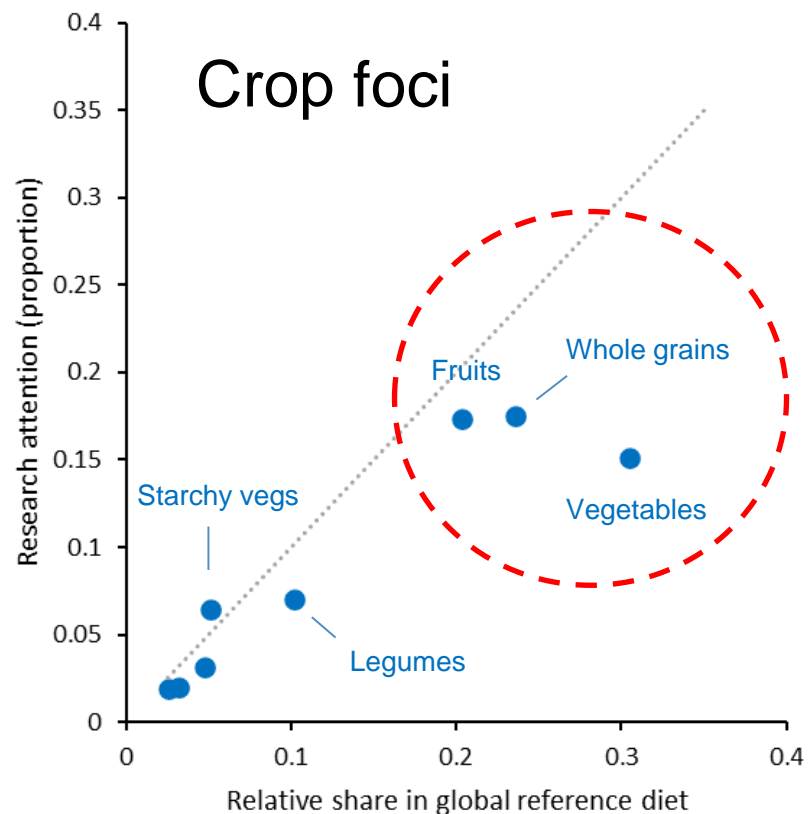 Crop foci
Research attention (proportion)
0.4
0.35
0.3
0.25
0.2
0.15
0.1
0.05
0
Fruits
Whole grains
Vegetables
Starchy vegs
Legumes
0
0.1
0.2
0.3
0.4
Relative share in global reference diet